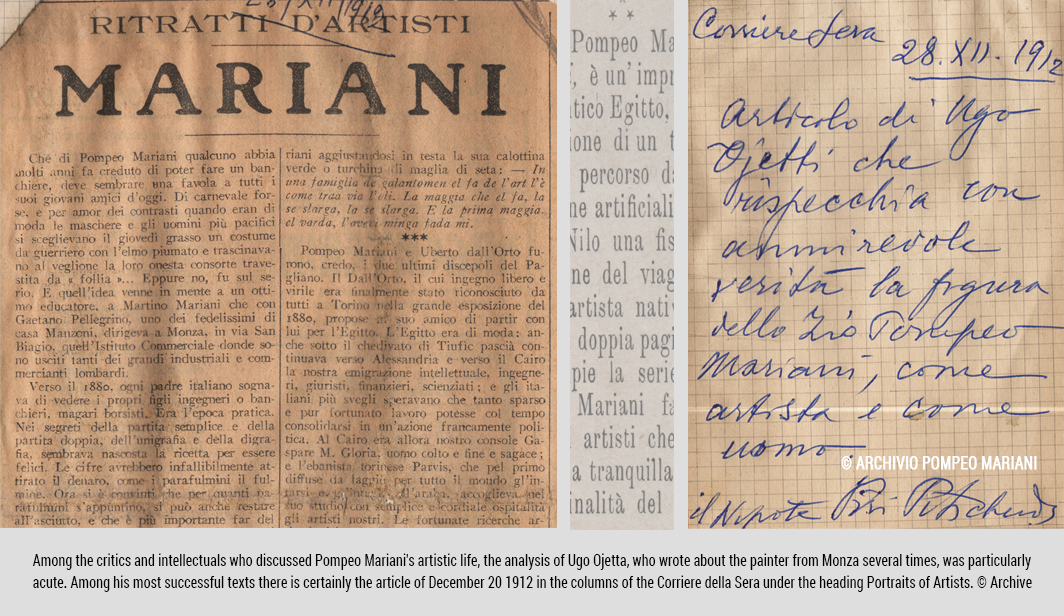 28/XII/912
RITRATTI D'ARTISTI
MARIANI
Che di Pompeo Mariani qualcuno abbia
molti anni fa creduto di poter fare un ban-
chiere, deve sembrare una favola a tutti i
suoi giovani amici d'oggi. Di carnevale for-
se, e per amor dei contrasti quando eran di
moda le maschere e gli uomini più pacifici
si sceglievano il giovedì grasso un costume
da guerriero con l'elmo piumato e trascinava-
no al veglione la loro onesta consorte trave-
stita da « follia »... Eppure no, fu sul se-
rio. E quell'idea venne in mente a un otti-
mo educatore, a Martino Mariani che con
Gaetano Pellegrino, uno dei fedelissimi di
casa Manzoni, dirigeva a Monza, in via San
Biagio, quell'Istituto Commerciale donde so-
no usciti tanti dei grandi industriali e com-
mercianti lombardi.
Verso il 1880, ogni padre italiano sogna-
va di vedere i propri figli ingegneri o ban-
chieri, magari borsisti. Era l'epoca pratica.
Nei segreti della partita semplice e della
partita doppia, dell'unigrafia e della digra-
fia, sembrava nascosta la ricetta per essere
felici. Le cifre avrebbero infallibilmente at-
tirato il denaro, come i parafulmini il ful-
mine. Ora si è convinti che per quanti pa-
rafulmini s'appuntino, si può anche restare
all'asciutto, e che è più importante far del
riani aggiustandosi in testa la sua calottina
verde o turchina di maglia di seta: — In
una famiglia de galantomen el fa de l'art l'è
come traa via l'oli. La maggia che el fa, la
se slarga, la se slarga. E la prima maggia.
el varda, l'aveci minga fada mi.
***
Pompeo Mariani e Uberto dall'Orto fu-
rono, credo, i due ultimi discepoli del Pa-
gliano. Il Dall'Orto, il cui ingegno libero e
virile era finalmente stato riconosciuto da
tutti a Torino nella grande esposizione del
1880, propose al suo amico di partir con
lui per l'Egitto. L'Egitto era di moda: an-
che sotto il chedivato di Tiufic pascià con-
tinuava verso Alessandria e verso il Cairo
la nostra emigrazione intellettuale, ingegne-
ri, giuristi, finanzieri, scienziati; e gli ita-
liani più svegli speravano che tanto sparso
e pur fortunato lavoro potesse col tempo
consolidarsi in un'azione francamente poli-
tica. Al Cairo era allora nostro console Ga-
spare M. Gloria, uomo colto e fine e sagace;
e l'ebanista torinese Parvis, che pel primo
diffuse da laggiù per tutto il mondo gl'in-
tarsi e gl'intagli d'araba, accoglieva nel
suo studio con semplice e cordiale ospitalità
gli artisti nostri. Le fortunate ricerche ar-
* *
Pompeo Ma
, è un'impr
tico Egitto,
ione di un t
percorso da
ne artificiali
Nilo una fis
ne del viag
artista nativ
doppia pagi
pie la serie
Mariani fa
artisti che
a tranquilla
inalità del
Corriere Sera
28.XII.1912
Articolo di Ugo
Ojetti che
rispecchia con
ammirevole
verità la figura
dello Zio Pompeo
Mariani, come
artista e come
uomo.
© ARCHIVIO POMPEO MARIANI
il Nipote
Among the critics and intellectuals who discussed Pompeo Mariani's artistic life, the analysis of Ugo Ojetta, who wrote about the painter from Monza several times, was particularly
acute. Among his most successful texts there is certainly the article of December 20 1912 in the columns of the Corriere della Sera under the heading Portraits of Artists. © Archive